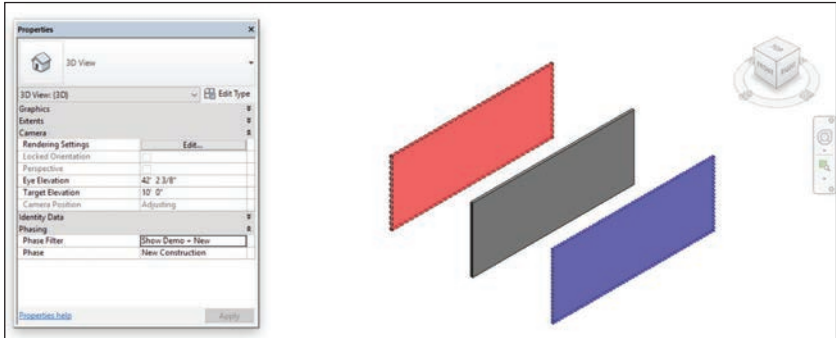 Properties
3D View
3D View: {3D}
Edit Type
Graphics
Extents
Camera
Rendering Settings
Edit...
Locked Orientation
Perspective
Eye Elevation
42' 2 3/8"
Target Elevation
10' 0"
Camera Position
Adjusting
Identity Data
Phasing
Phase Filter
Show Demo + New
Phase
New Construction
Properties help
Apply
TOP
FRONT